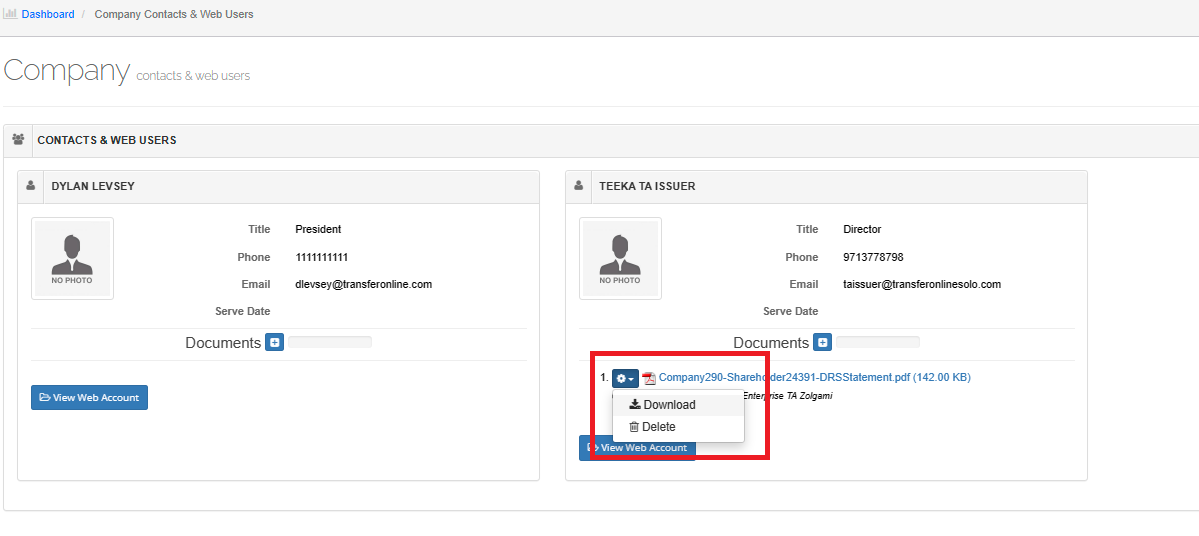 Dashboard / Company Contacts & Web Users
Company contacts & web users
CONTACTS & WEB USERS
DYLAN LEVSEY
NO PHOTO
Title President
Phone 1111111111
Email dlevsey@transferonline.com
Serve Date
Documents
View Web Account
TEEKA TA ISSUER
NO PHOTO
Title Director
Phone 9713778798
Email taissuer@transferonlinesolo.com
Serve Date
Documents
1. Company290-Shareholder24391-DRSStatement.pdf (142.00 KB)
Enterprise TA Zolgami
Download
Delete
View Web Account